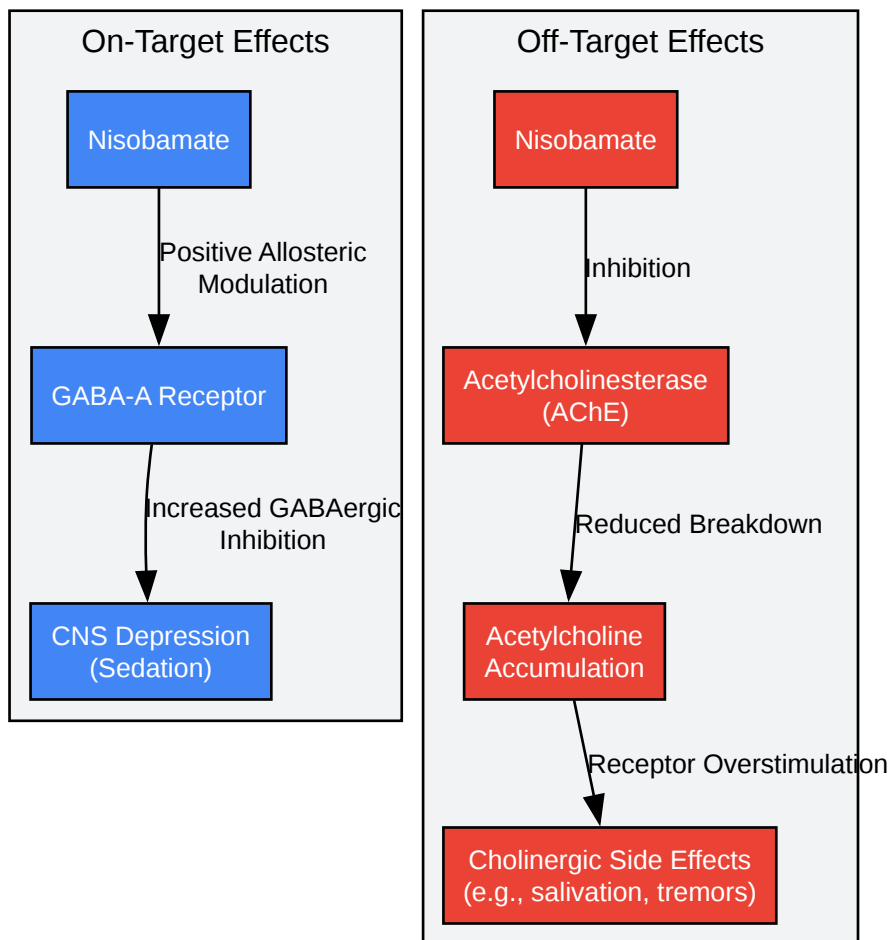 On-Target Effects
Nisobamate
Positive Allosteric
Modulation
GABA-A Receptor
Increased GABAergic
Inhibition
CNS Depression
(Sedation)
Off-Target Effects
Nisobamate
Inhibition
Acetylcholinesterase
(AChE)
Reduced Breakdown
Acetylcholine
Accumulation
Receptor Overstimulation
Cholinergic Side Effects
(e.g., salivation, tremors)